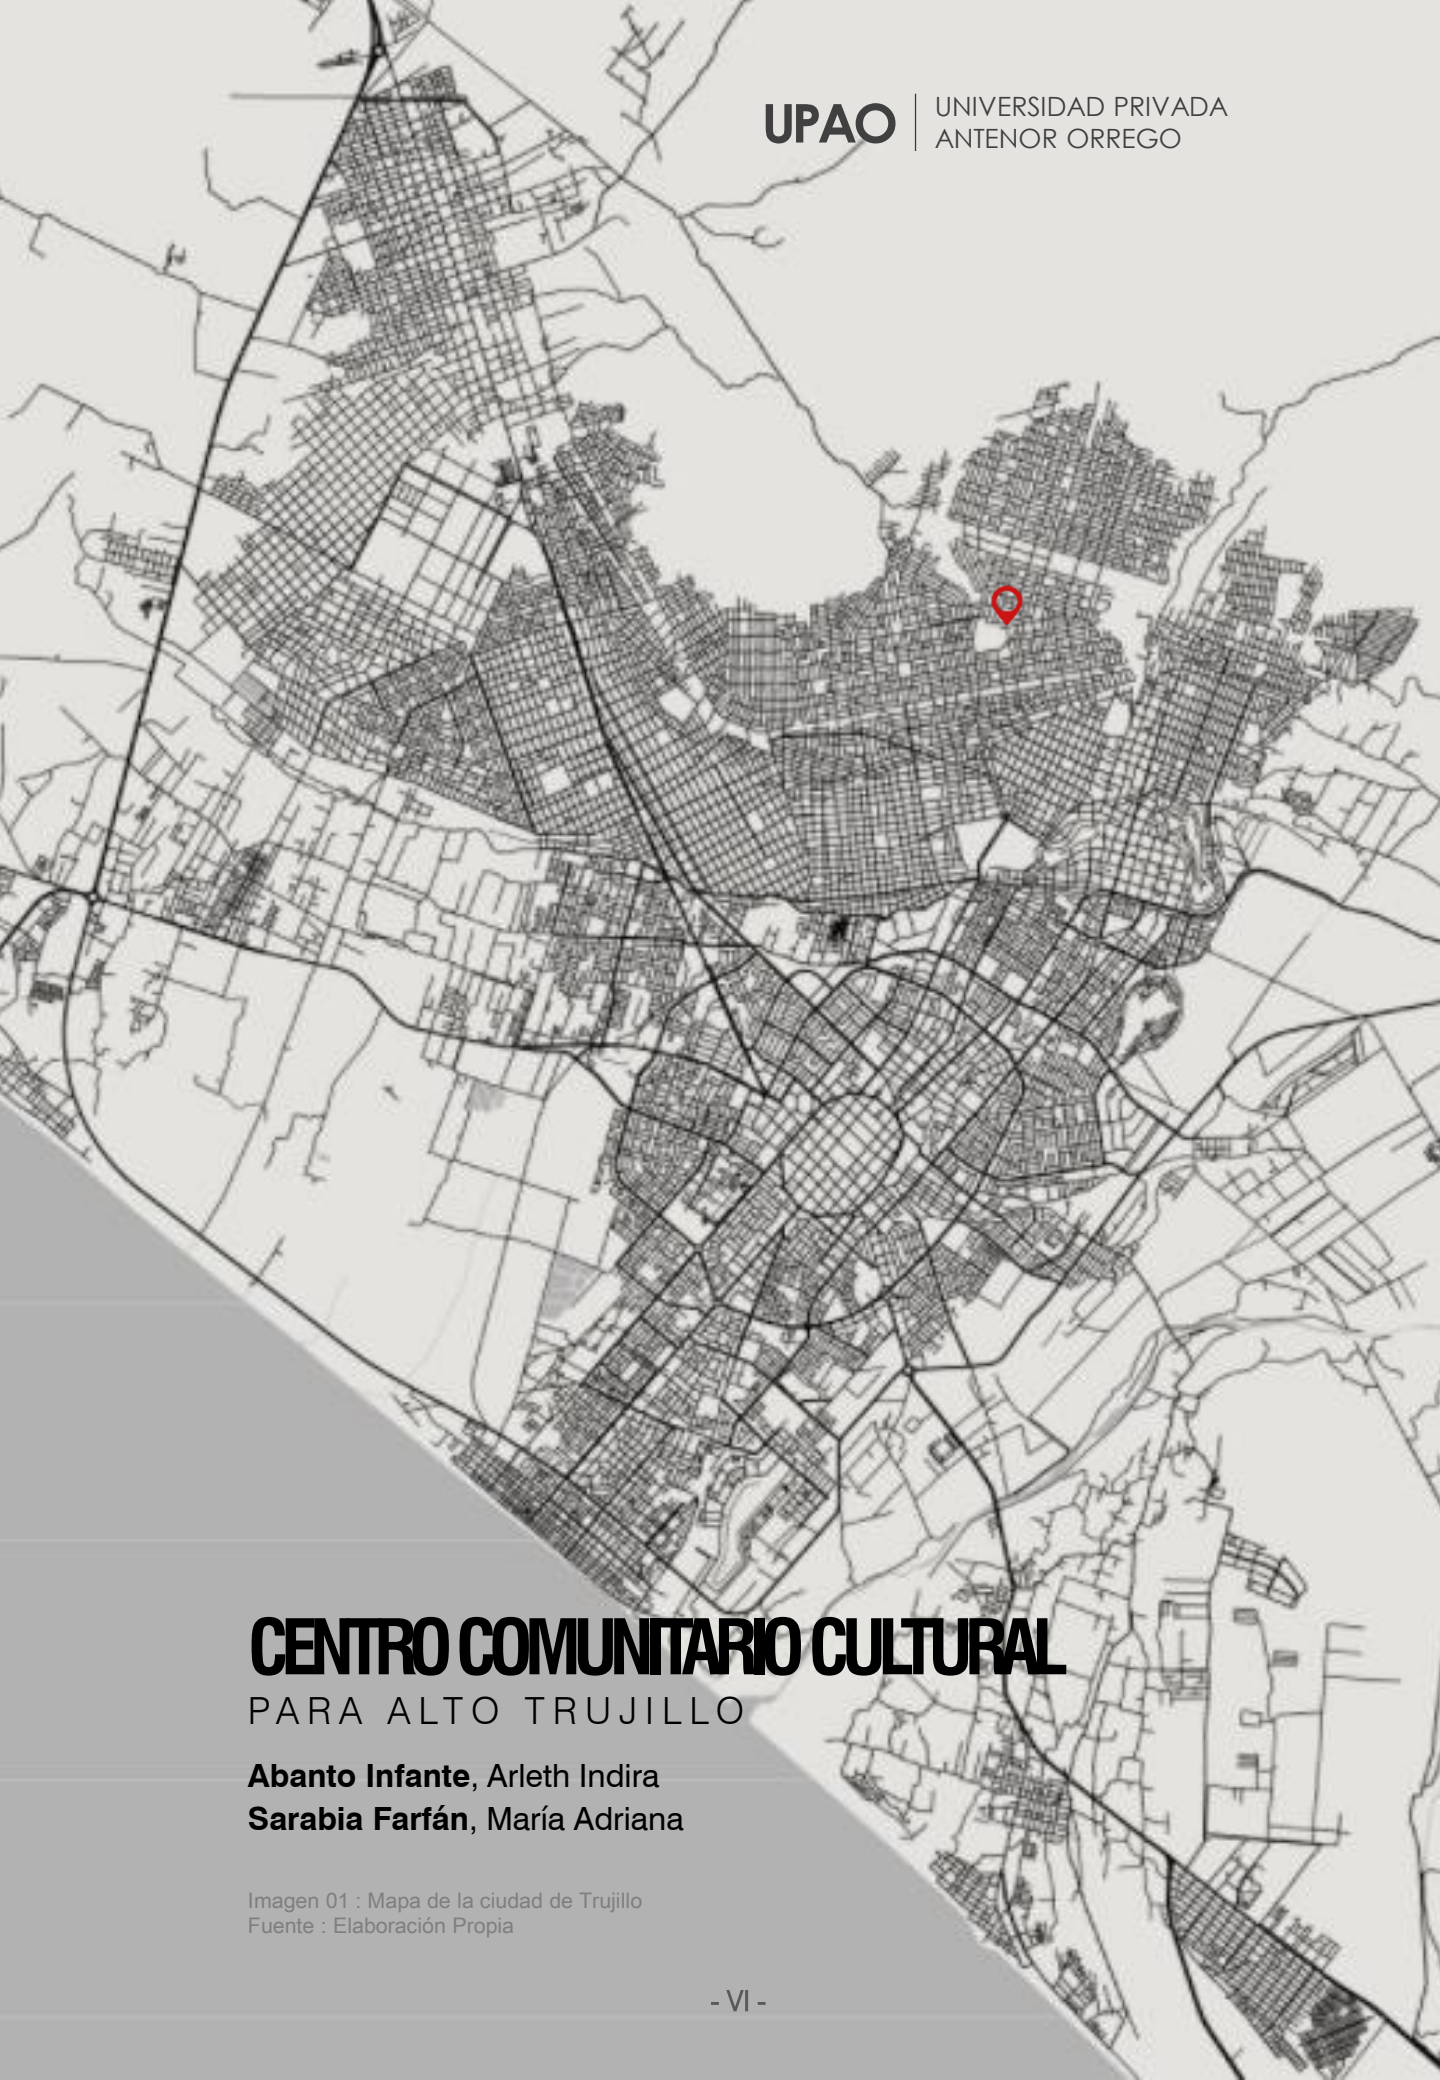 UPAO
UNIVERSIDAD PRIVADA
ANTENOR ORREGO
CENTRO COMUNITARIO CULTURAL
PARA ALTO TRUJILLO
Abanto Infante, Arleth Indira
Sarabia Farfán, María Adriana
Imagen 01 : Mapa de la ciudad de Trujillo
Fuente : Elaboración Propia
- VI -